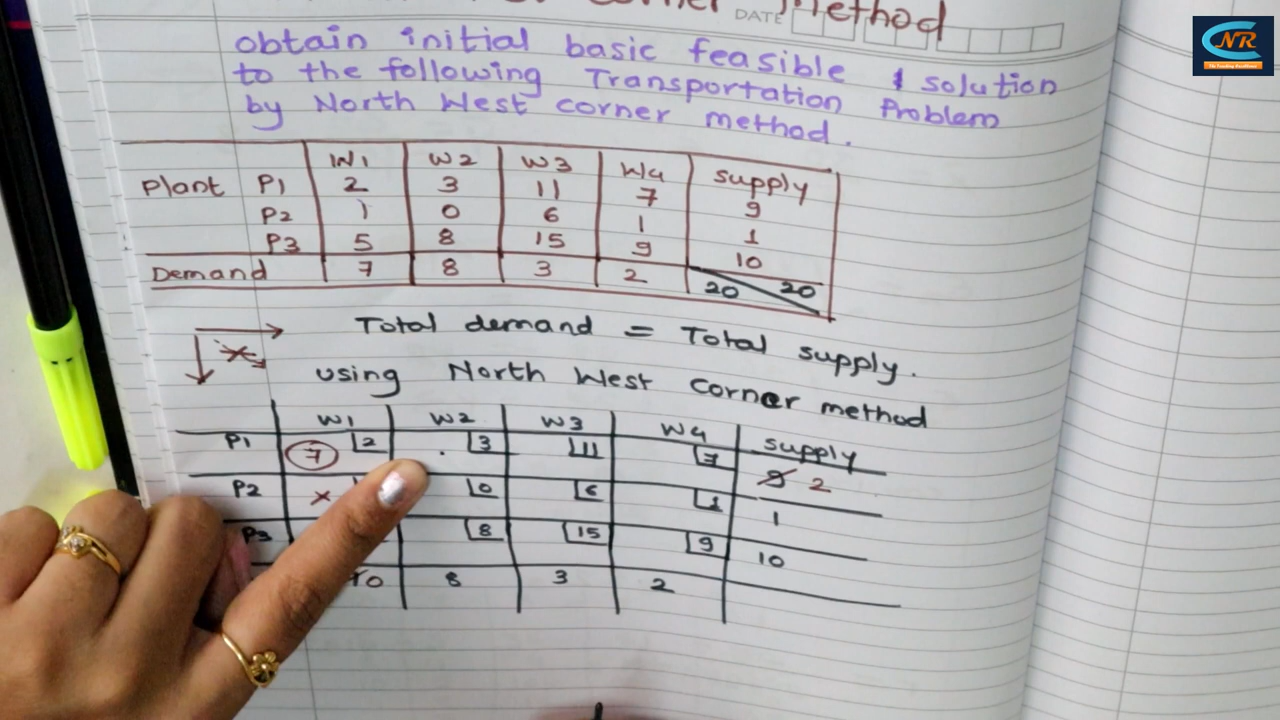 Corner Method
DATE
obtain initial basic feasible solution
to the following Transportation Problem
by North West corner method.
W1 W2 W3 W4 Supply
Plant P1 2 3 11 7 9
P2 1 0 6 1 1
P3 5 8 15 9 10
Demand 7 8 3 2 20 20
Total demand = Total supply.
using North West Corner method
W1 W2 W3 W4 Supply
P1 7 2 3 11 7 9 2
P2 × 0 6 1 1
P3 8 15 9 10
70 8 3 2
NR